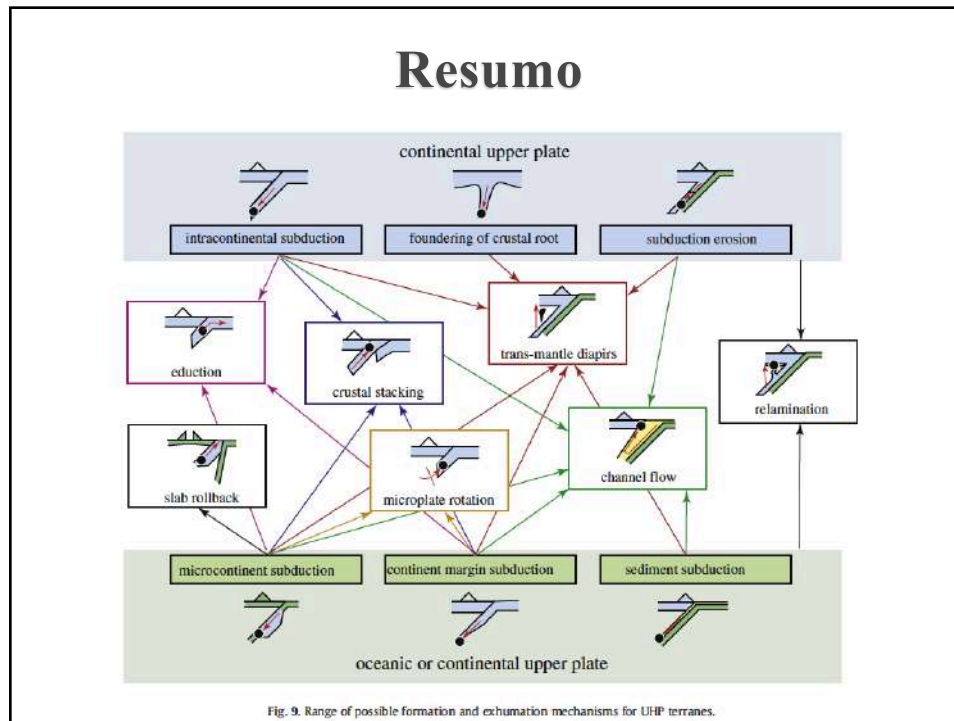 Resumo
continental upper plate
intracontinental subduction
foundering of crustal root
subduction erosion
eduction
crustal stacking
trans-mantle diapirs
relamination
slab rollback
microplate rotation
channel flow
microcontinent subduction
continent margin subduction
sediment subduction
oceanic or continental upper plate
Fig. 9. Range of possible formation and exhumation mechanisms for UHP terranes.